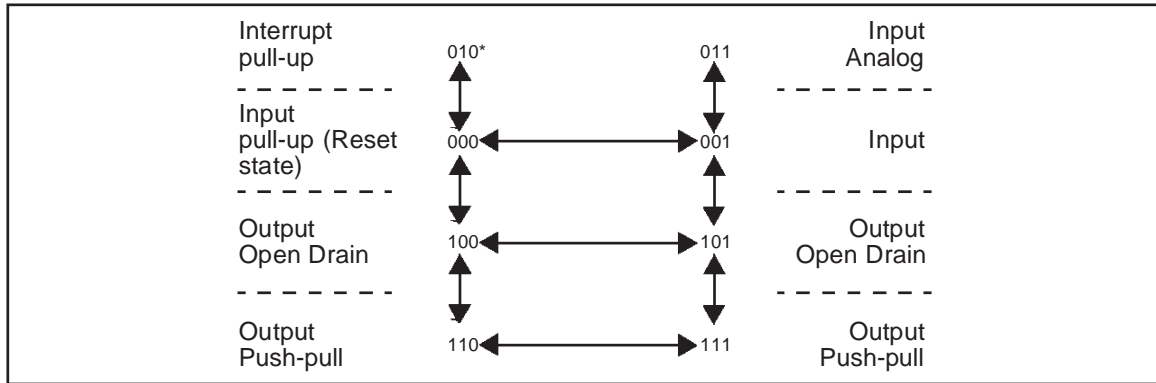 Interrupt
pull-up
010*
011
Input
Analog
Input
pull-up (Reset
state)
000
001
Input
Output
Open Drain
100
101
Output
Open Drain
Output
Push-pull
110
111
Output
Push-pull